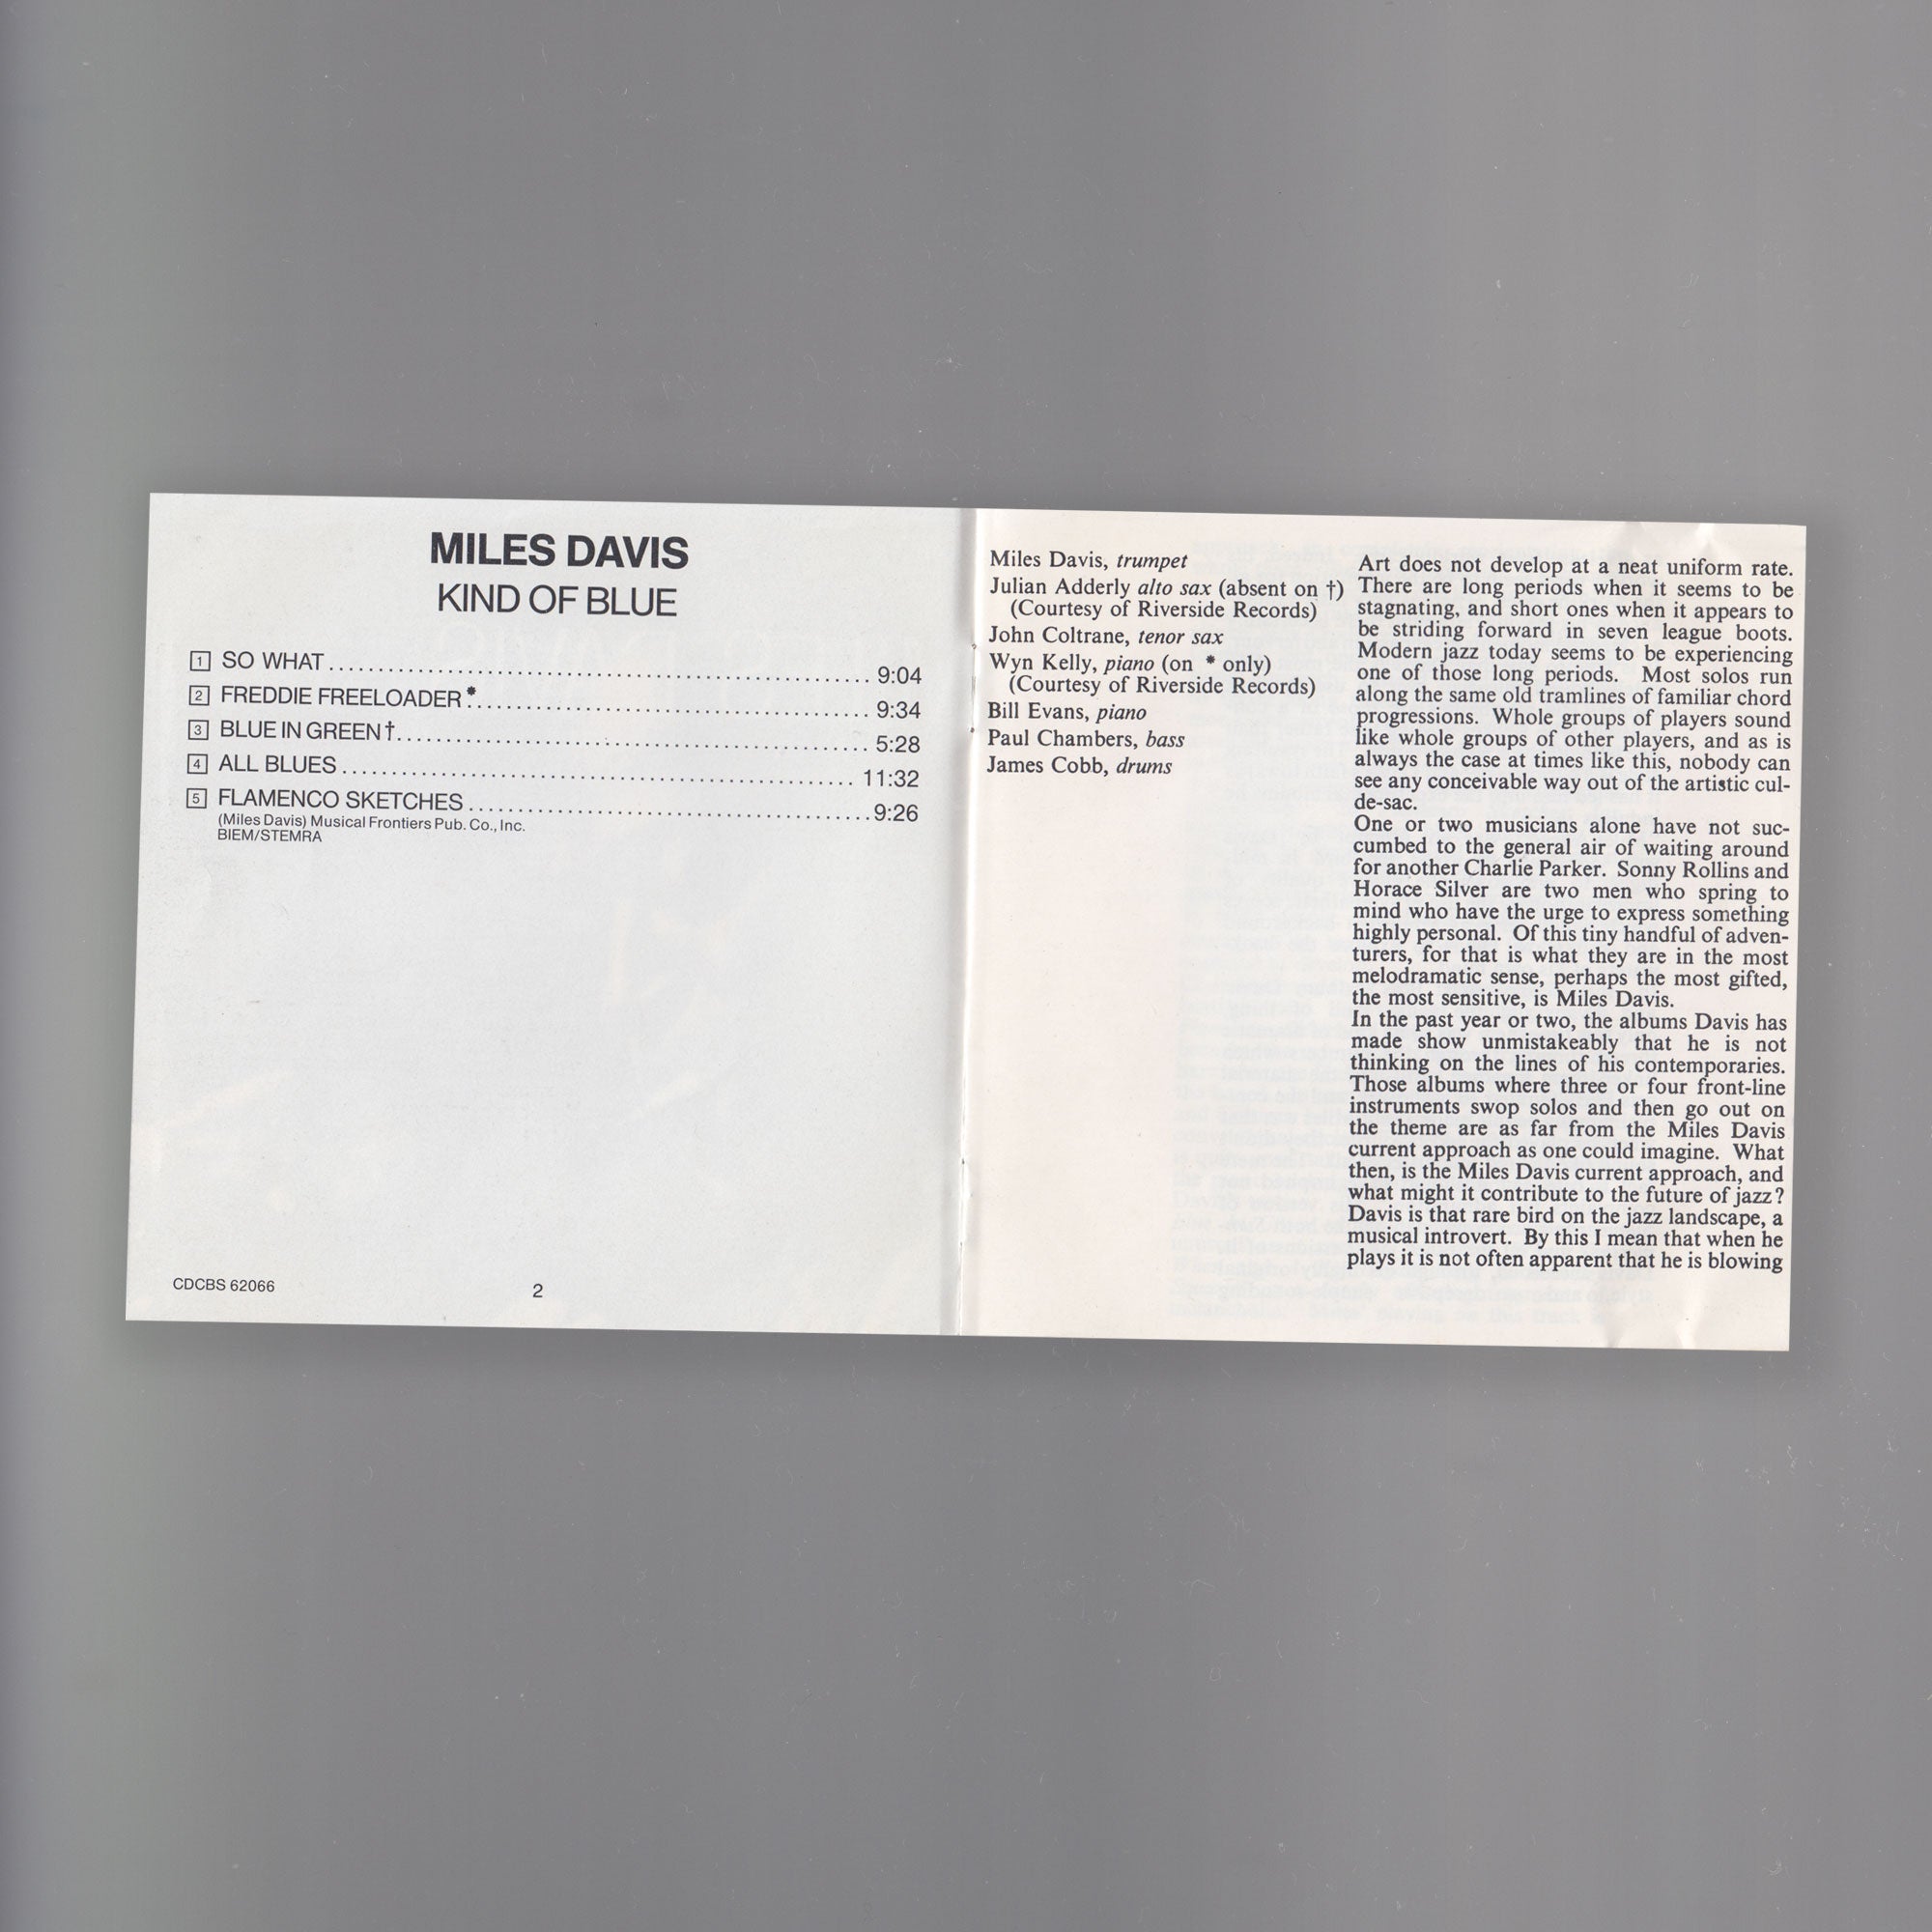 MILES DAVIS
KIND OF BLUE
1 SO WHAT 9:04
2 FREDDIE FREELOADER* 9:34
3 BLUE IN GREEN† 5:28
4 ALL BLUES 11:32
5 FLAMENCO SKETCHES 9:26
(Miles Davis) Musical Frontiers Pub. Co., Inc.
BIEM/STEMRA
CDCBS 62066
2
Miles Davis, trumpet
Julian Adderly alto sax (absent on †)
(Courtesy of Riverside Records)
John Coltrane, tenor sax
Wyn Kelly, piano (on * only)
(Courtesy of Riverside Records)
Bill Evans, piano
Paul Chambers, bass
James Cobb, drums
Art does not develop at a neat uniform rate.
There are long periods when it seems to be
stagnating, and short ones when it appears to
be striding forward in seven league boots.
Modern jazz today seems to be experiencing
one of those long periods. Most solos run
along the same old tramlines of familiar chord
progressions. Whole groups of players sound
like whole groups of other players, and as is
always the case at times like this, nobody can
see any conceivable way out of the artistic cul-
de-sac.
One or two musicians alone have not suc-
cumbed to the general air of waiting around
for another Charlie Parker. Sonny Rollins and
Horace Silver are two men who spring to
mind who have the urge to express something
highly personal. Of this tiny handful of adven-
turers, for that is what they are in the most
melodramatic sense, perhaps the most gifted,
the most sensitive, is Miles Davis.
In the past year or two, the albums Davis has
made show unmistakeably that he is not
thinking on the lines of his contemporaries.
Those albums where three or four front-line
instruments swop solos and then go out on
the theme are as far from the Miles Davis
current approach as one could imagine. What
then, is the Miles Davis current approach, and
what might it contribute to the future of jazz?
Davis is that rare bird on the jazz landscape, a
musical introvert. By this I mean that when he
plays it is not often apparent that he is blowing